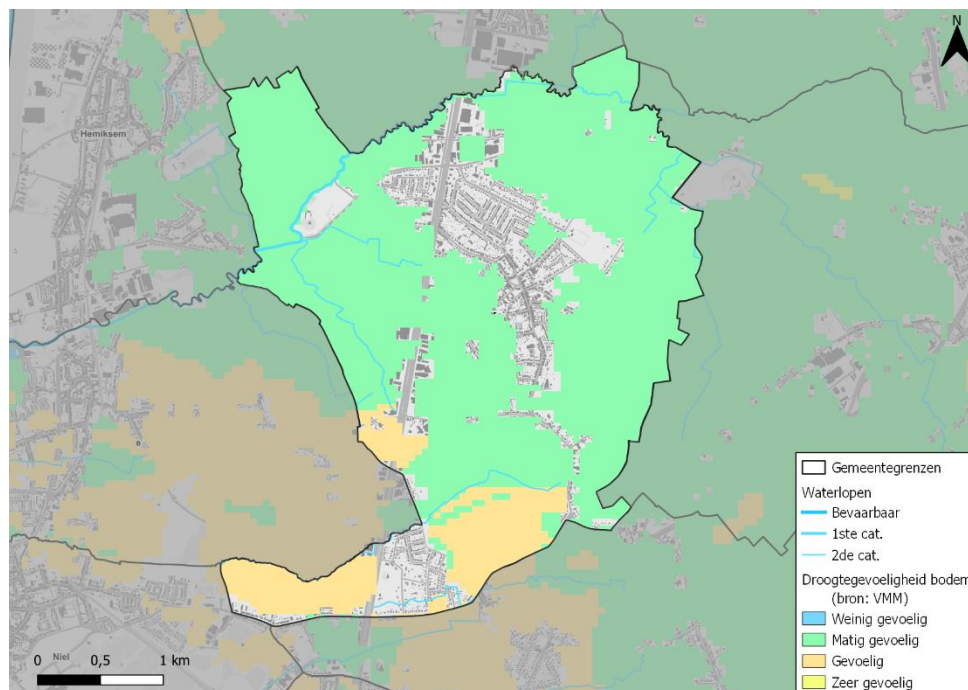 N
Hemiksem
Niel
0 0,5 1 km
Gemeentegrenzen
Waterlopen
Bevaarbaar
1ste cat.
2de cat.
Droogtegevoeligheid bodem
(bron: VMM)
Weinig gevoelig
Matig gevoelig
Gevoelig
Zeer gevoelig